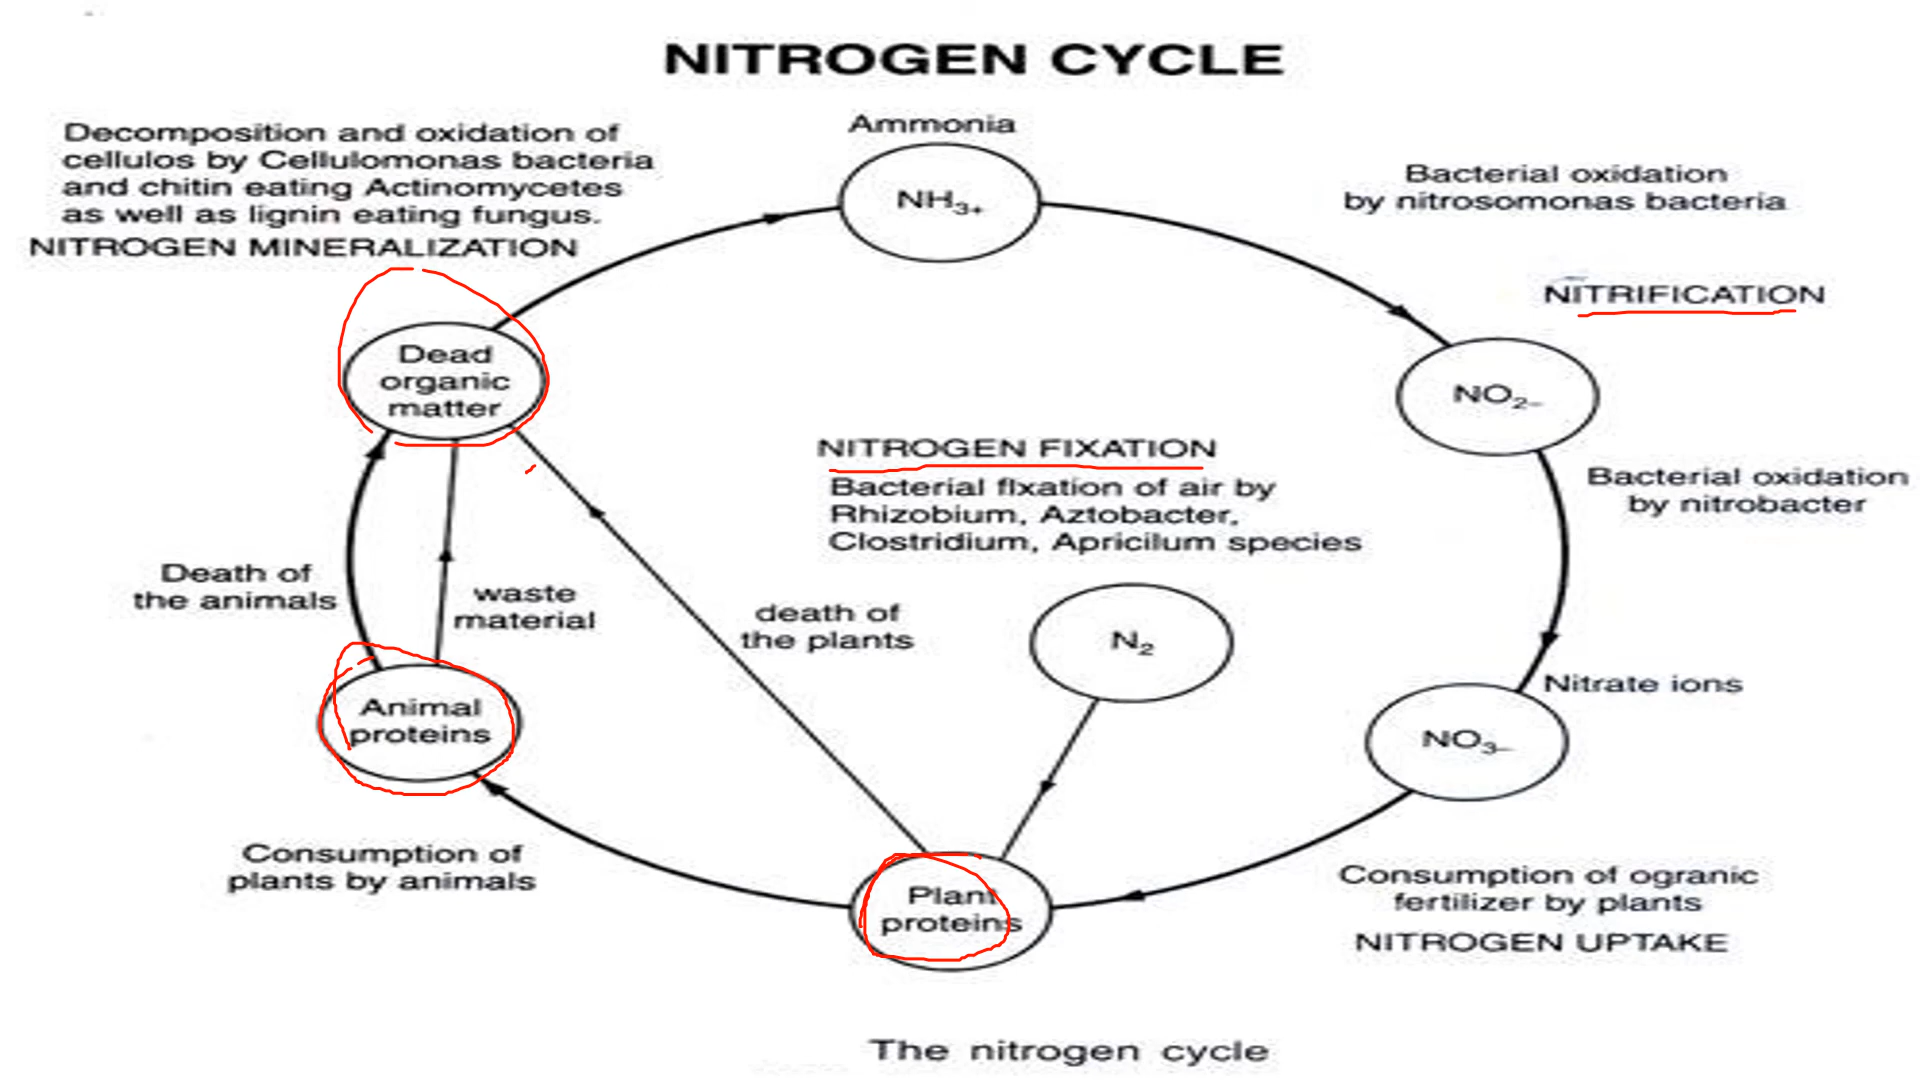 NITROGEN CYCLE
Decomposition and oxidation of
cellulos by Cellulomonas bacteria
and chitin eating Actinomycetes
as well as lignin eating fungus.
NITROGEN MINERALIZATION
Ammonia
NH3+
Bacterial oxidation
by nitrosomonas bacteria
NITRIFICATION
NO2-
Bacterial oxidation
by nitrobacter
Nitrate ions
NO3-
Consumption of ogranic
fertilizer by plants
NITROGEN UPTAKE
Dead
organic
matter
NITROGEN FIXATION
Bacterial fixation of air by
Rhizobium, Aztobacter,
Clostridium, Apricilum species
N2
death of
the plants
waste
material
Death of
the animals
Animal
proteins
Consumption of
plants by animals
Plant
proteins
The nitrogen cycle